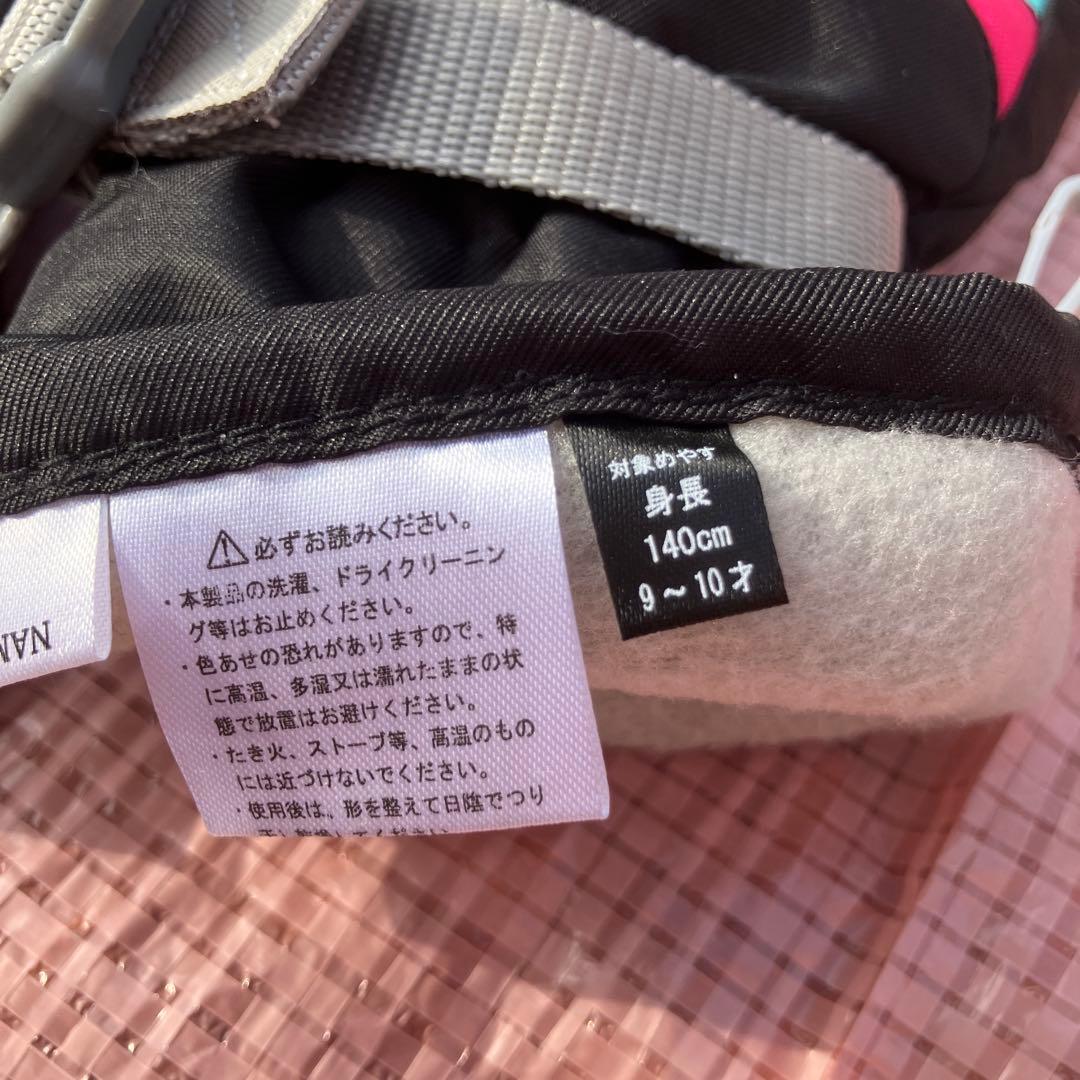 ⚠必ずお読みください。
・本製品の洗濯、ドライクリーニン
グ等はお止めください。
・色あせの恐れがありますので、特
に高温、多湿又は濡れたままの状
態で放置はお避けください。
・たき火、ストーブ等、高温のもの
には近づけないでください。
・使用後は、形を整えて日陰でつり
対象めやす
身長
140cm
9～10才
NAM